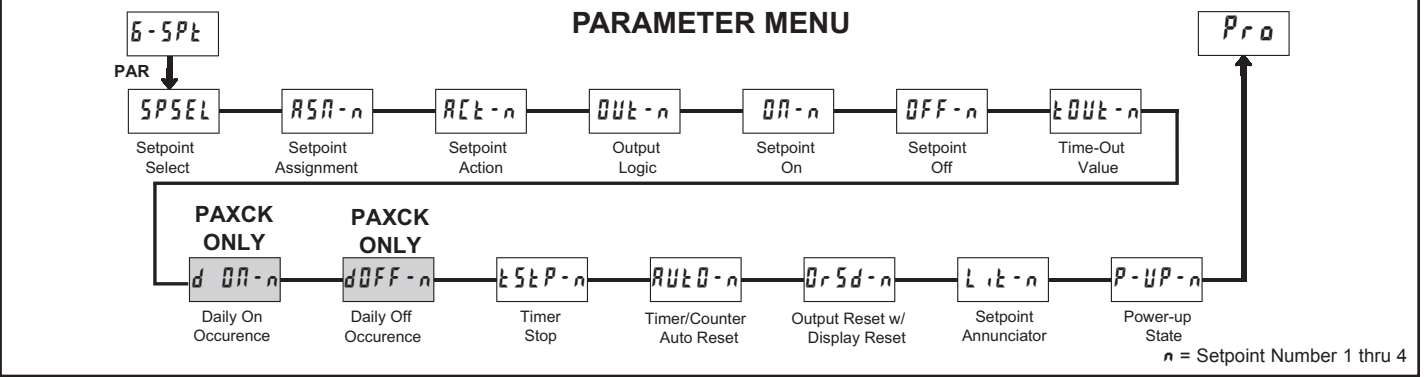 6-SPt
PARAMETER MENU
Pro
PAR
SPSEL
ASN-n
ACt-n
OUt-n
ON-n
OFF-n
tOUt-n
Setpoint
Select
Setpoint
Assignment
Setpoint
Action
Output
Logic
Setpoint
On
Setpoint
Off
Time-Out
Value
PAXCK
ONLY
PAXCK
ONLY
d ON-n
dOFF-n
tStP-n
AUtO-n
OrSd-n
Lit-n
P-UP-n
Daily On
Occurence
Daily Off
Occurence
Timer
Stop
Timer/Counter
Auto Reset
Output Reset w/
Display Reset
Setpoint
Annunciator
Power-up
State
n = Setpoint Number 1 thru 4